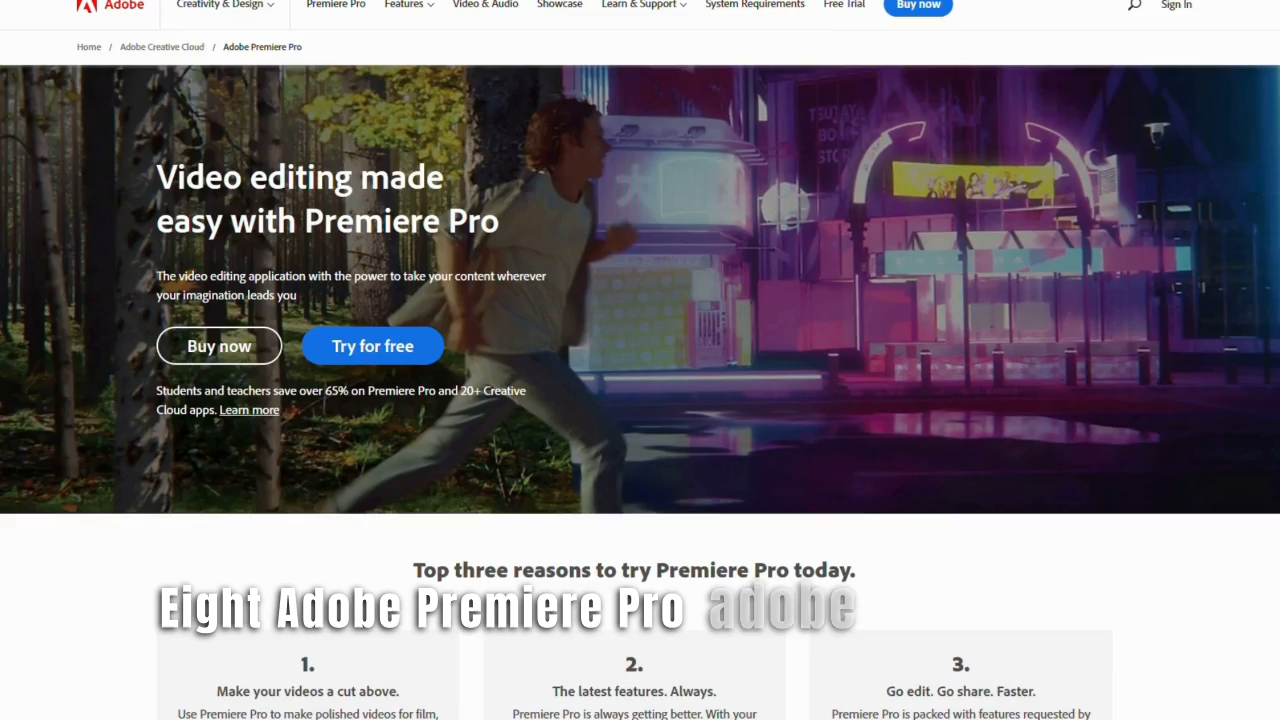 Adobe Creativity & Design Premiere Pro Features Video & Audio Showcase Learn & Support System Requirements Free Trial Buy now Sign In
Home / Adobe Creative Cloud / Adobe Premiere Pro
Video editing made
easy with Premiere Pro
The video editing application with the power to take your content wherever
your imagination leads you
Buy now Try for free
Students and teachers save over 65% on Premiere Pro and 20+ Creative
Cloud apps. Learn more
大
Top three reasons to try Premiere Pro today.
Eight Adobe Premiere Pro adobe
1. 2. 3.
Make your videos a cut above. The latest features. Always. Go edit. Go share. Faster.
Use Premiere Pro to make polished videos for film, Premiere Pro is always getting better. With your Premiere Pro is packed with features requested by